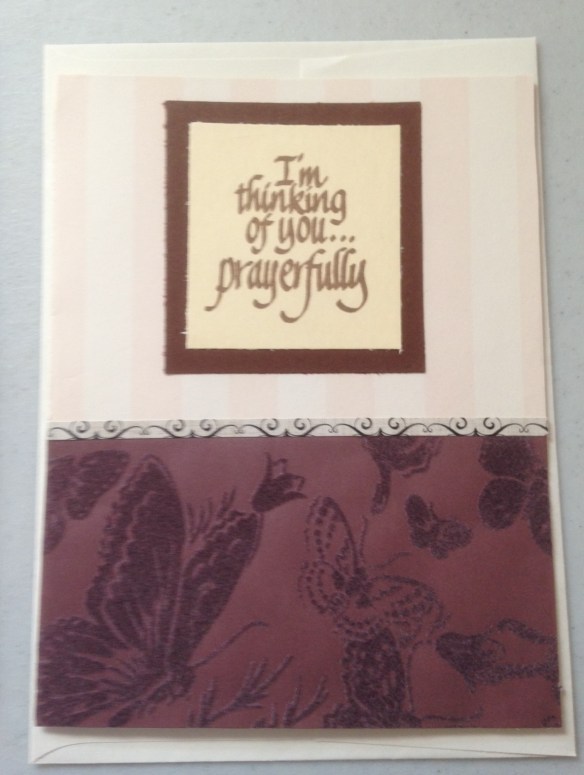 I'm
thinking
of you...
prayerfully